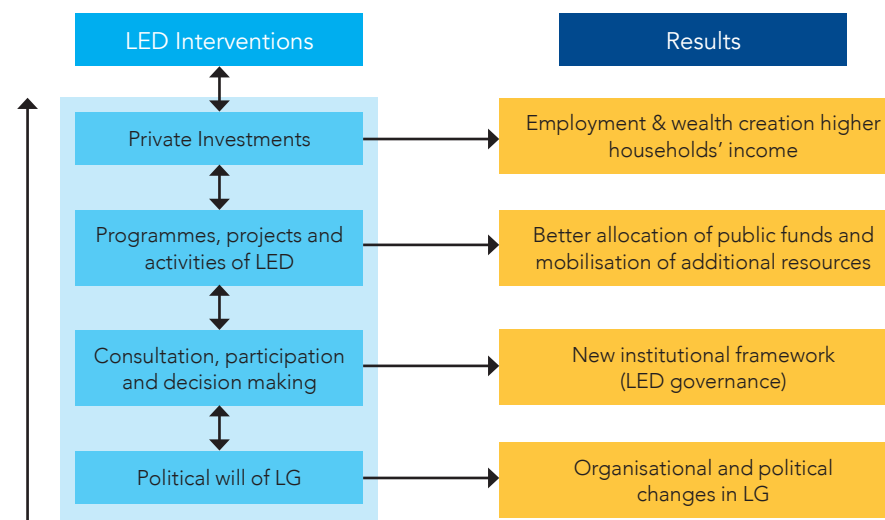 LED Interventions
Results
Private Investments
Employment & wealth creation higher
households’ income
Programmes, projects and
activities of LED
Better allocation of public funds and
mobilisation of additional resources
Consultation, participation
and decision making
New institutional framework
(LED governance)
Political will of LG
Organisational and political
changes in LG